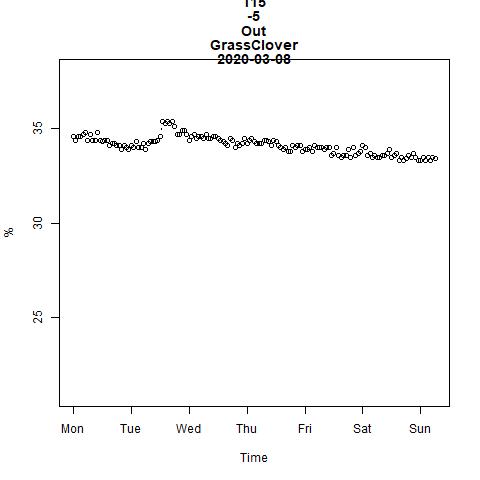 T15
-5
Out
GrassClover
2020-03-08
35
30
25
%
Mon Tue Wed Thu Fri Sat Sun
Time